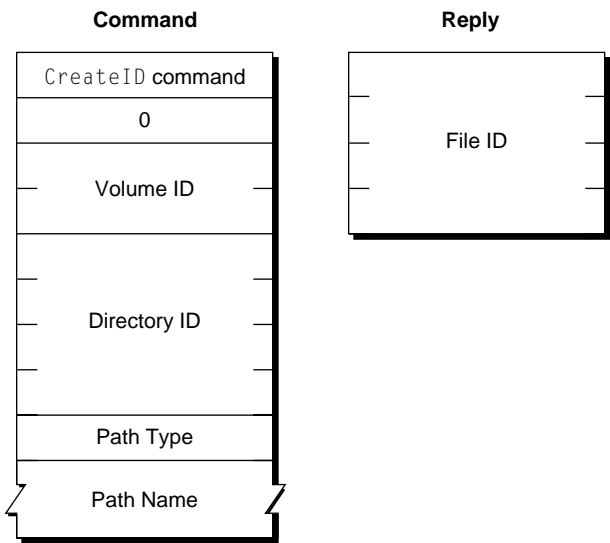 Command
CreateID command
0
Volume ID
Directory ID
Path Type
Path Name
Reply
File ID